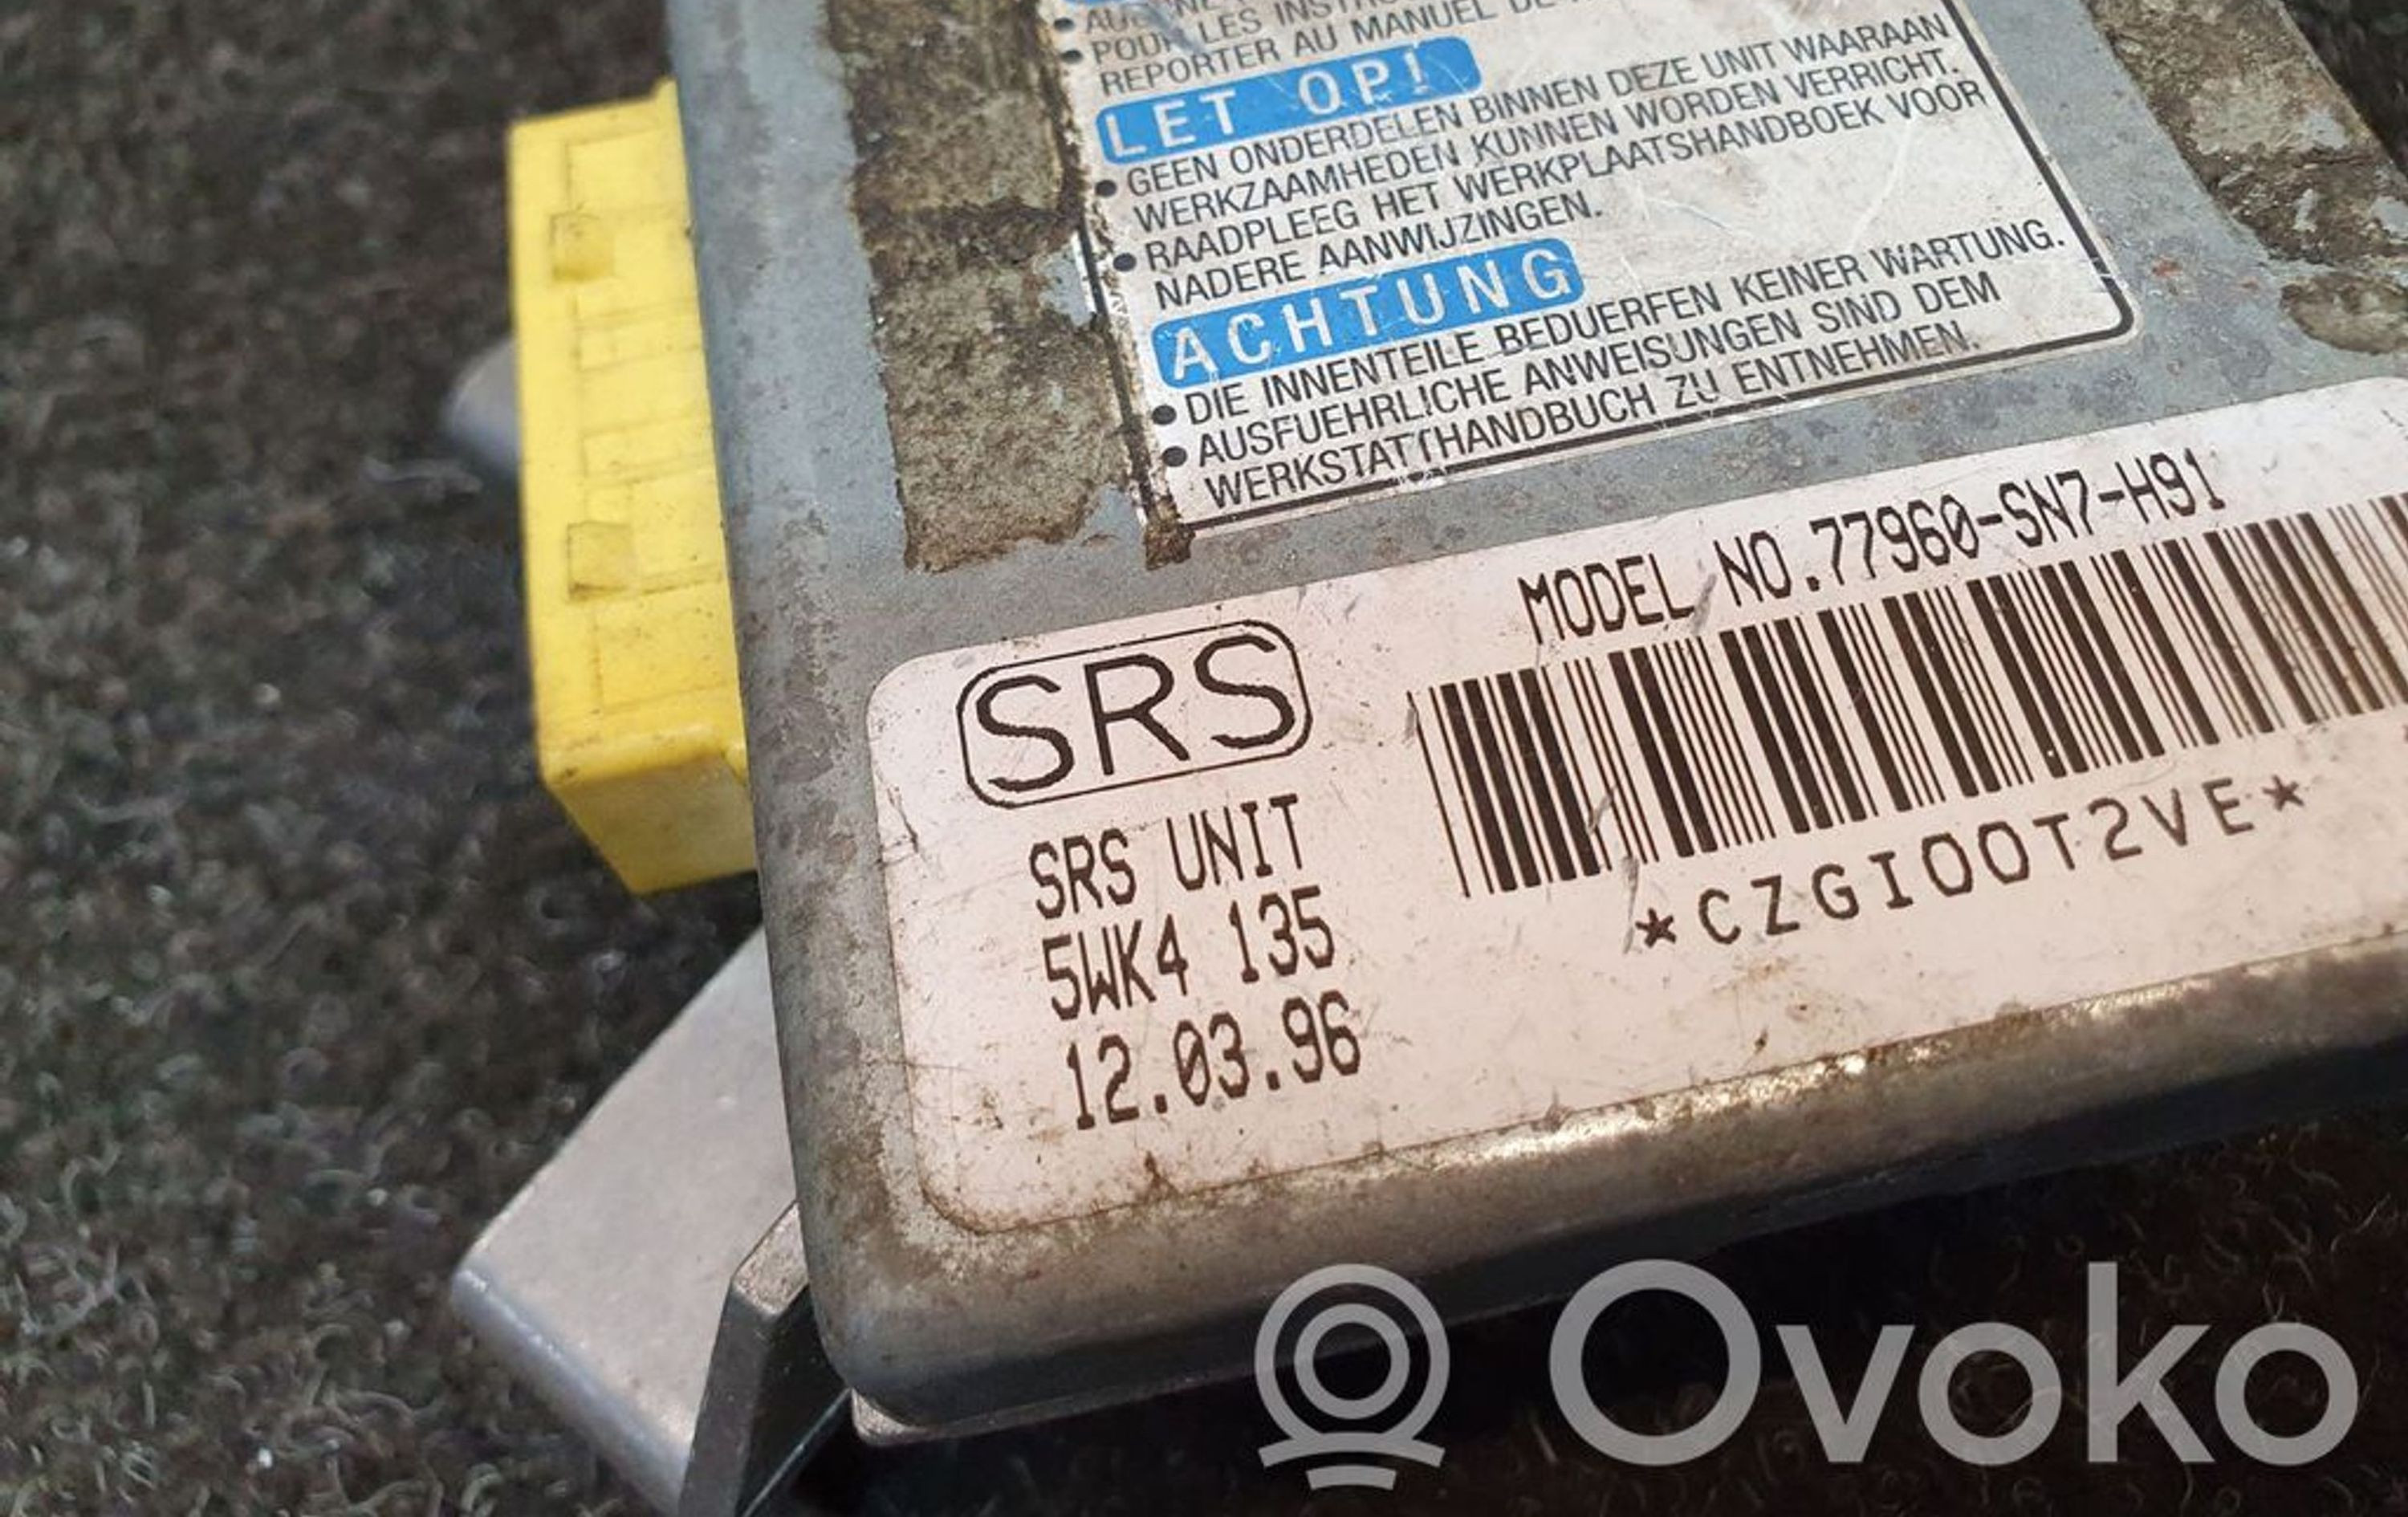 POUR LES
REPORTER AU MANUEL DE
LET OP!
• GEEN ONDERDELEN BINNEN DEZE UNIT WAARAAN
WERKZAAMHEDEN KUNNEN WORDEN VERRICHT.
• RAADPLEEG HET WERKPLAATSHANDBOEK VOOR
NADERE AANWIJZINGEN.
ACHTUNG
• DIE INNENTEILE BEDUERFEN KEINER WARTUNG.
• AUSFUEHRLICHE ANWEISUNGEN SIND DEM
WERKSTATTHANDBUCH ZU ENTNEHMEN.
MODEL NO.77960-SN7-H91
SRS
SRS UNIT
5WK4 135
12.03.96
*CZGI00T2VE*
Ovoko